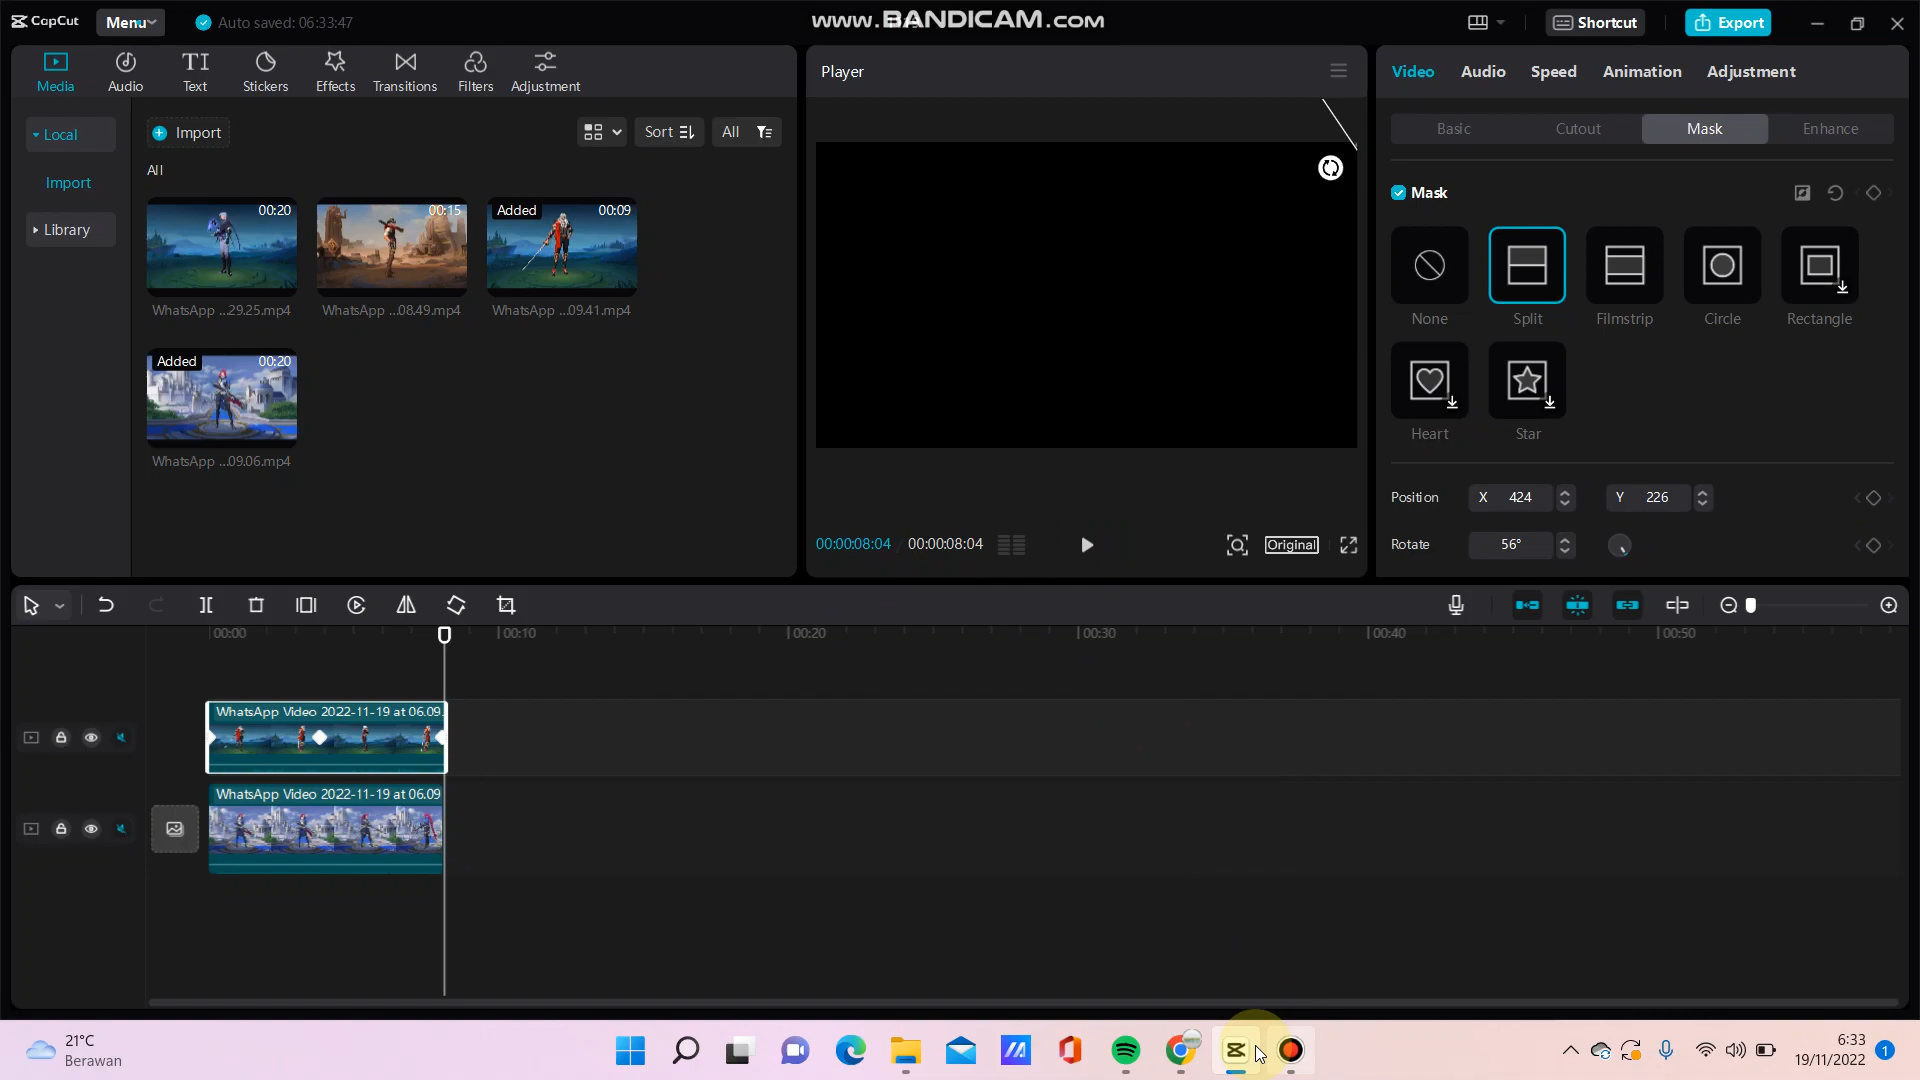 CapCut
Menu
Auto saved: 06:33:47
www.BANDICAM.COM
Shortcut
Export
Media
Audio
Text
Stickers
Effects
Transitions
Filters
Adjustment
Local
Import
Library
Import
Sort
All
All
00:20
00:15
Added
00:09
WhatsApp ...29.25.mp4
WhatsApp ...08.49.mp4
WhatsApp ...09.41.mp4
Added
00:20
WhatsApp ...09.06.mp4
Player
00:00:08:04
00:00:08:04
Original
Video
Audio
Speed
Animation
Adjustment
Basic
Cutout
Mask
Enhance
Mask
None
Split
Filmstrip
Circle
Rectangle
Heart
Star
Position
X 424
Y 226
Rotate
56°
00:00
00:10
00:20
00:30
00:40
00:50
WhatsApp Video 2022-11-19 at 06.09
WhatsApp Video 2022-11-19 at 06.09
21°C
Berawan
6:33
19/11/2022
1